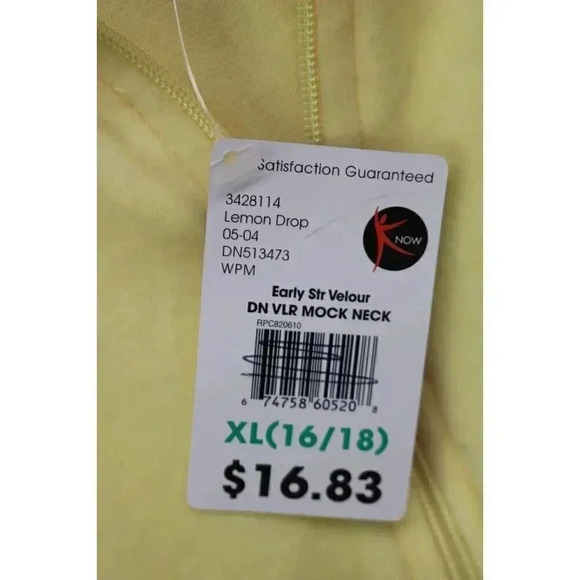 Satisfaction Guaranteed
3428114
Lemon Drop
05-04
DN513473
WPM
NOW
Early Str Velour
DN VLR MOCK NECK
RPC820610
6 74758 60520 8
XL(16/18)
$16.83